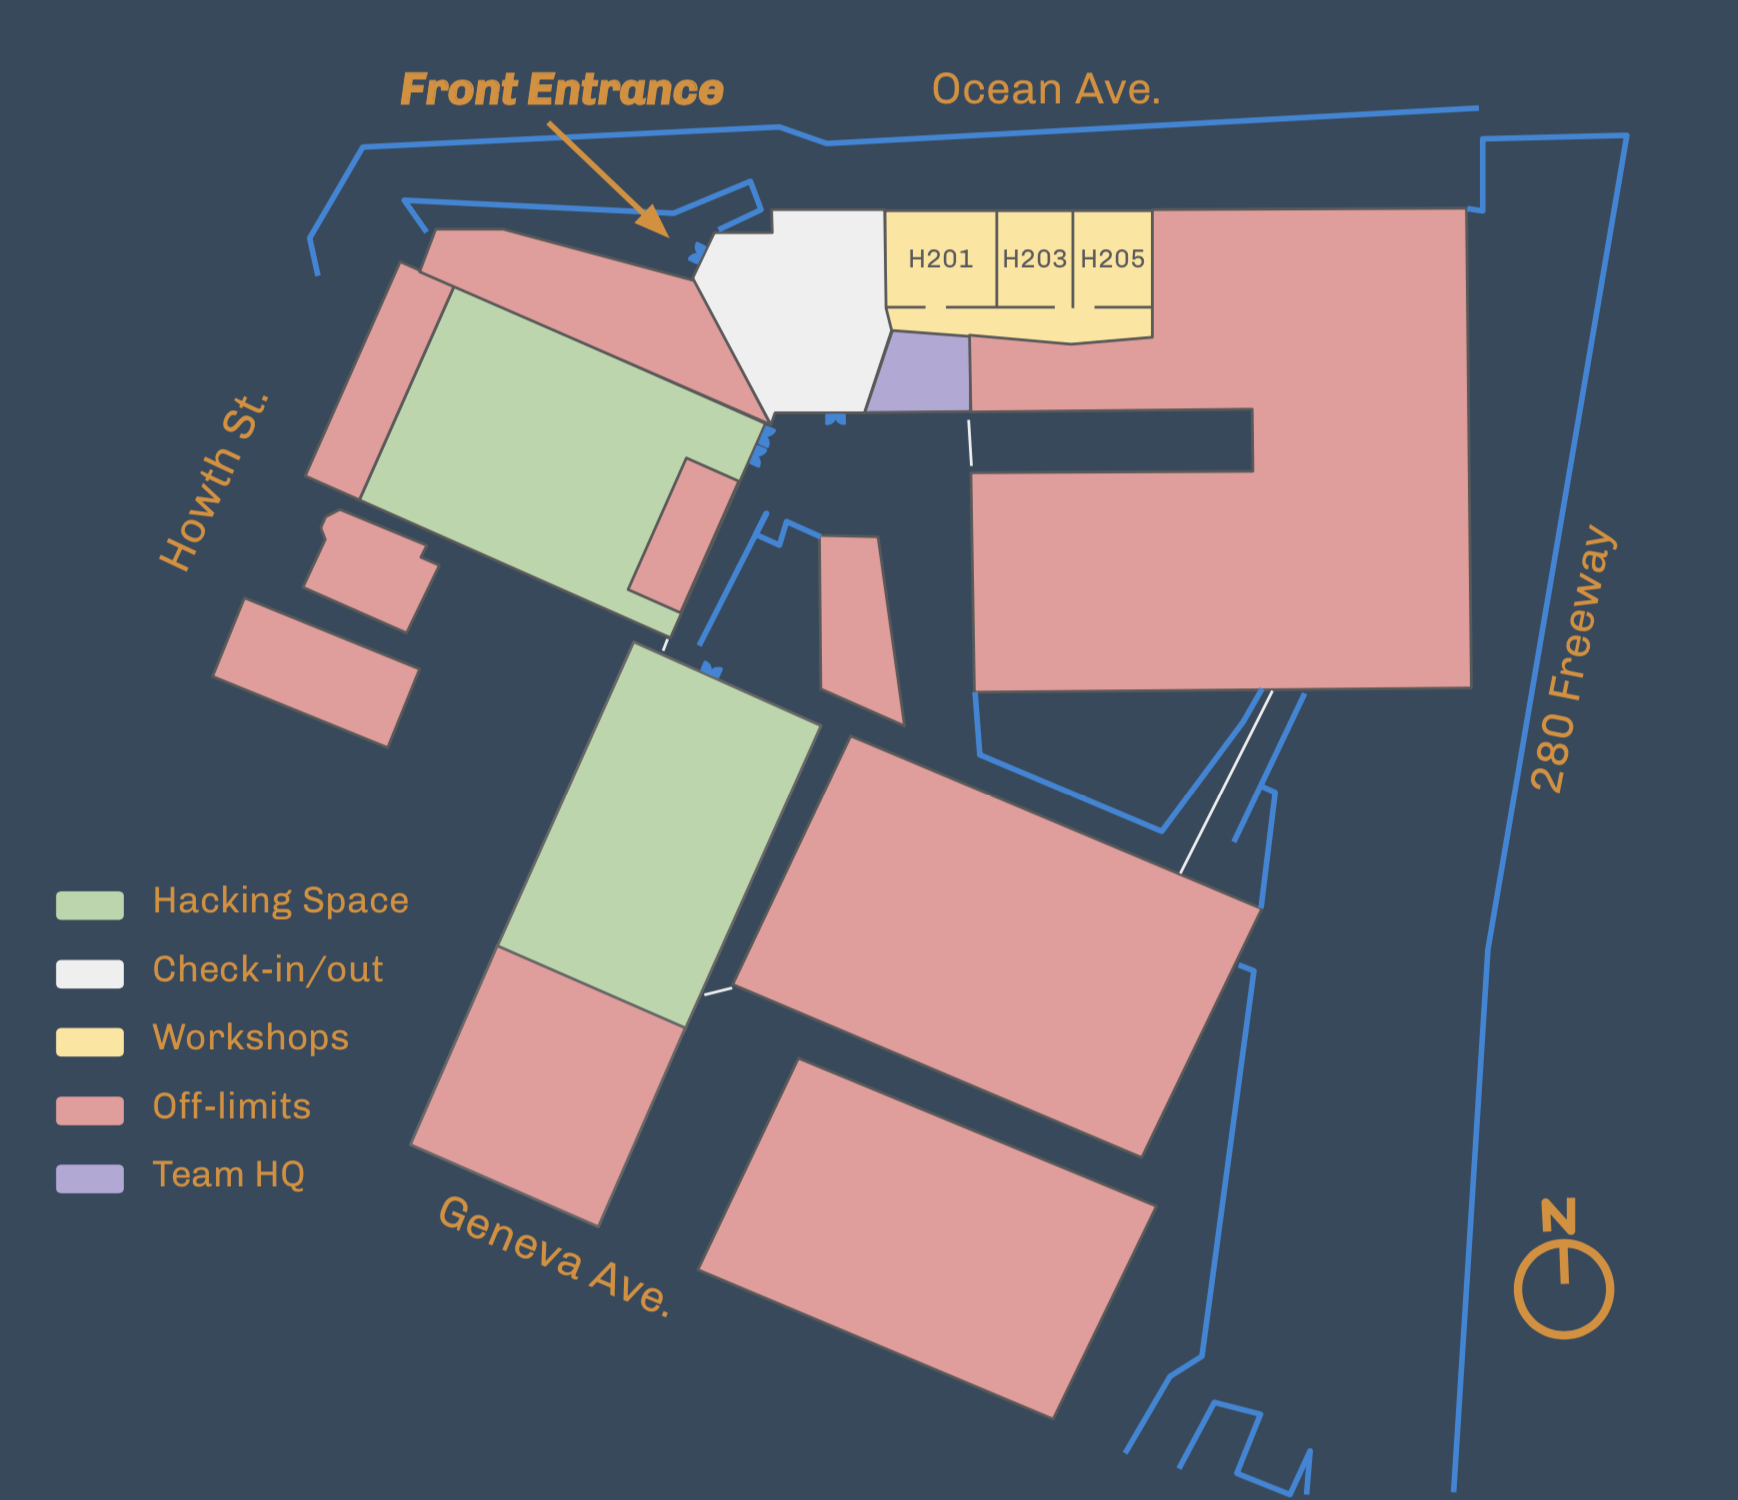 Front Entrance
Ocean Ave.
H201
H203
H205
Howth St.
280 Freeway
Hacking Space
Check-in/out
Workshops
Off-limits
Team HQ
Geneva Ave.
N